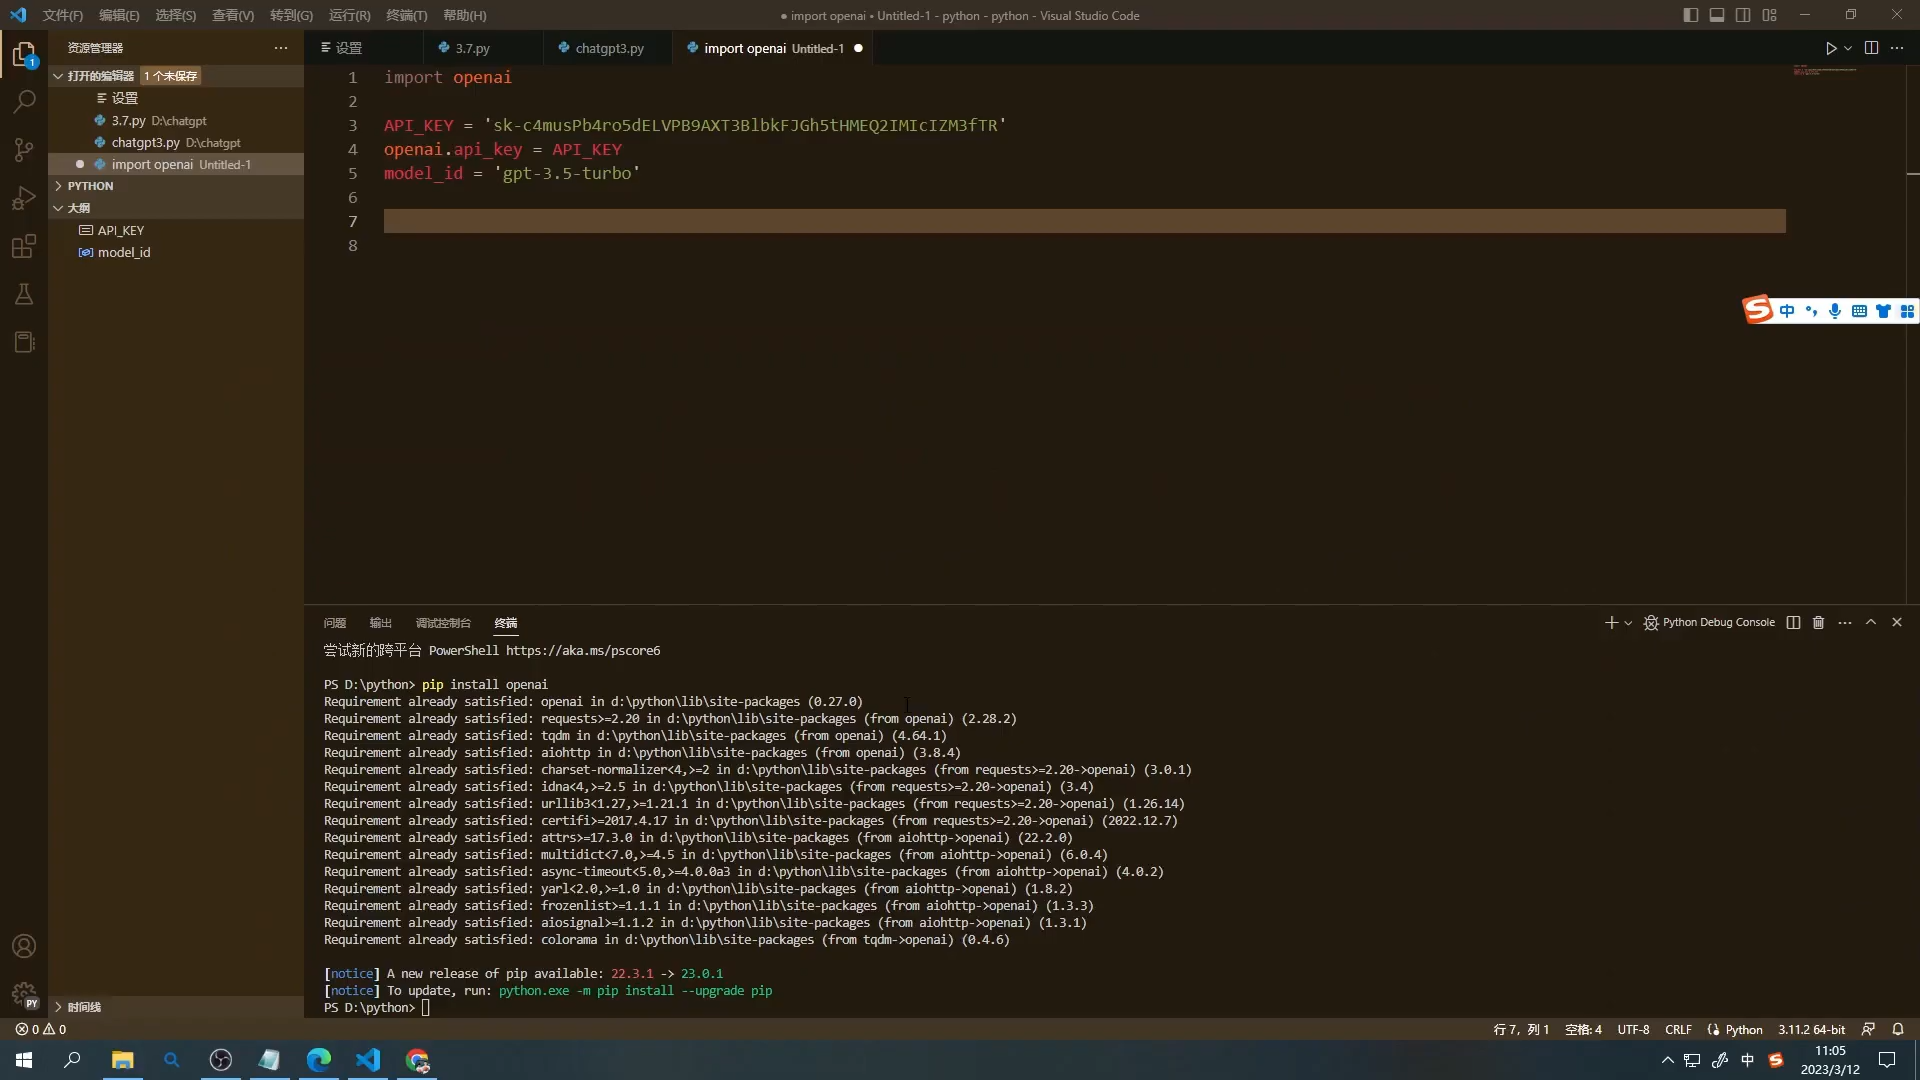 文件(F) 编辑(E) 选择(S) 查看(V) 转到(G) 运行(R) 终端(T) 帮助(H)
● import openai • Untitled-1 - python - python - Visual Studio Code
资源管理器
设置 3.7.py chatgpt3.py import openai Untitled-1
打开的编辑器 1 个未保存
设置
3.7.py D:\chatgpt
chatgpt3.py D:\chatgpt
import openai Untitled-1
PYTHON
大纲
API_KEY
model_id
时间线
1 import openai
2
3 API_KEY = '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'
4 openai.api_key = API_KEY
5 model_id = 'gpt-3.5-turbo'
6
7
8
中
问题 输出 调试控制台 终端
Python Debug Console
尝试新的跨平台 PowerShell https://aka.ms/pscore6
PS D:\python> pip install openai
Requirement already satisfied: openai in d:\python\lib\site-packages (0.27.0)
Requirement already satisfied: requests>=2.20 in d:\python\lib\site-packages (from openai) (2.28.2)
Requirement already satisfied: tqdm in d:\python\lib\site-packages (from openai) (4.64.1)
Requirement already satisfied: aiohttp in d:\python\lib\site-packages (from openai) (3.8.4)
Requirement already satisfied: charset-normalizer<4,>=2 in d:\python\lib\site-packages (from requests>=2.20->openai) (3.0.1)
Requirement already satisfied: idna<4,>=2.5 in d:\python\lib\site-packages (from requests>=2.20->openai) (3.4)
Requirement already satisfied: urllib3<1.27,>=1.21.1 in d:\python\lib\site-packages (from requests>=2.20->openai) (1.26.14)
Requirement already satisfied: certifi>=2017.4.17 in d:\python\lib\site-packages (from requests>=2.20->openai) (2022.12.7)
Requirement already satisfied: attrs>=17.3.0 in d:\python\lib\site-packages (from aiohttp->openai) (22.2.0)
Requirement already satisfied: multidict<7.0,>=4.5 in d:\python\lib\site-packages (from aiohttp->openai) (6.0.4)
Requirement already satisfied: async-timeout<5.0,>=4.0.0a3 in d:\python\lib\site-packages (from aiohttp->openai) (4.0.2)
Requirement already satisfied: yarl<2.0,>=1.0 in d:\python\lib\site-packages (from aiohttp->openai) (1.8.2)
Requirement already satisfied: frozenlist>=1.1.1 in d:\python\lib\site-packages (from aiohttp->openai) (1.3.3)
Requirement already satisfied: aiosignal>=1.1.2 in d:\python\lib\site-packages (from aiohttp->openai) (1.3.1)
Requirement already satisfied: colorama in d:\python\lib\site-packages (from tqdm->openai) (0.4.6)
[notice] A new release of pip available: 22.3.1 -> 23.0.1
[notice] To update, run: python.exe -m pip install --upgrade pip
PS D:\python>
0 0
行 7，列 1 空格: 4 UTF-8 CRLF Python 3.11.2 64-bit
中 11:05
2023/3/12